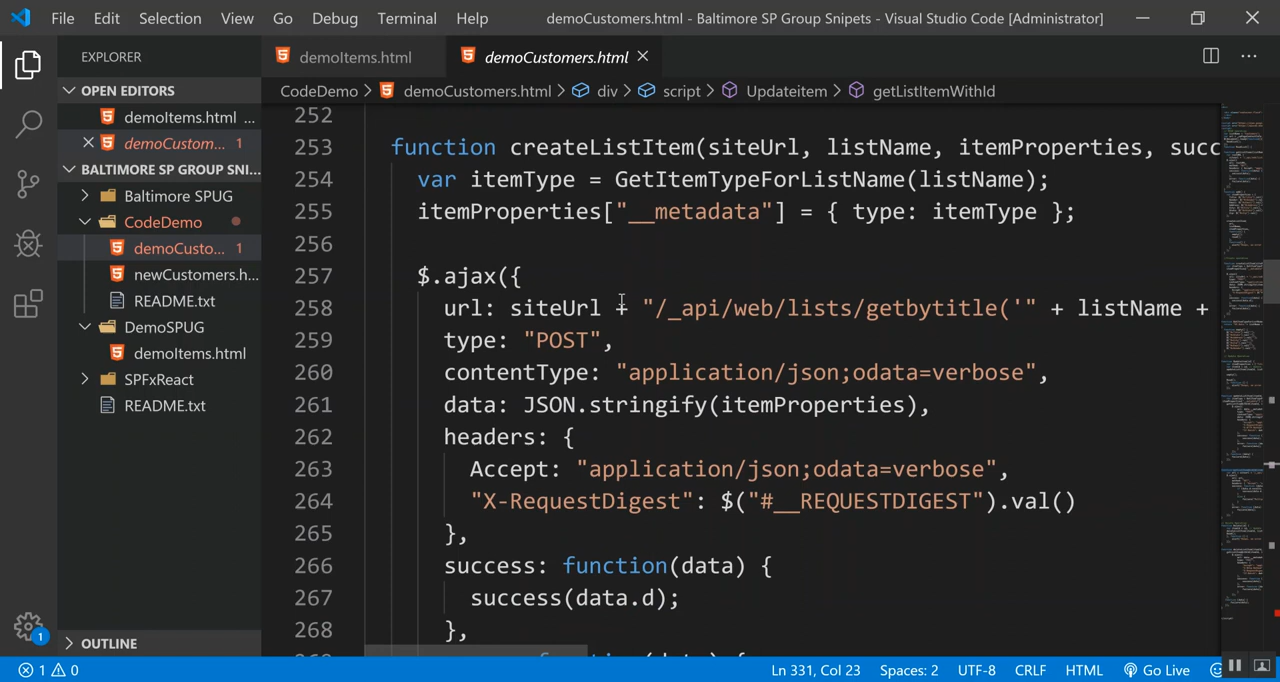 File Edit Selection View Go Debug Terminal Help demoCustomers.html - Baltimore SP Group Snipets - Visual Studio Code [Administrator]
EXPLORER
demoItems.html demoCustomers.html
OPEN EDITORS
demoItems.html ...
demoCustom... 1
BALTIMORE SP GROUP SNI...
Baltimore SPUG
CodeDemo
demoCusto... 1
newCustomers.h...
README.txt
DemoSPUG
demoItems.html
SPFxReact
README.txt
OUTLINE
CodeDemo > demoCustomers.html > div > script > Updateitem > getListItemWithId
252
253 function createListItem(siteUrl, listName, itemProperties, succ
254 var itemType = GetItemTypeForListName(listName);
255 itemProperties["__metadata"] = { type: itemType };
256
257 $.ajax({
258 url: siteUrl + "/_api/web/lists/getbytitle('" + listName +
259 type: "POST",
260 contentType: "application/json;odata=verbose",
261 data: JSON.stringify(itemProperties),
262 headers: {
263 Accept: "application/json;odata=verbose",
264 "X-RequestDigest": $("#__REQUESTDIGEST").val()
265 },
266 success: function(data) {
267 success(data.d);
268 },
1
1 0 Ln 331, Col 23 Spaces: 2 UTF-8 CRLF HTML Go Live